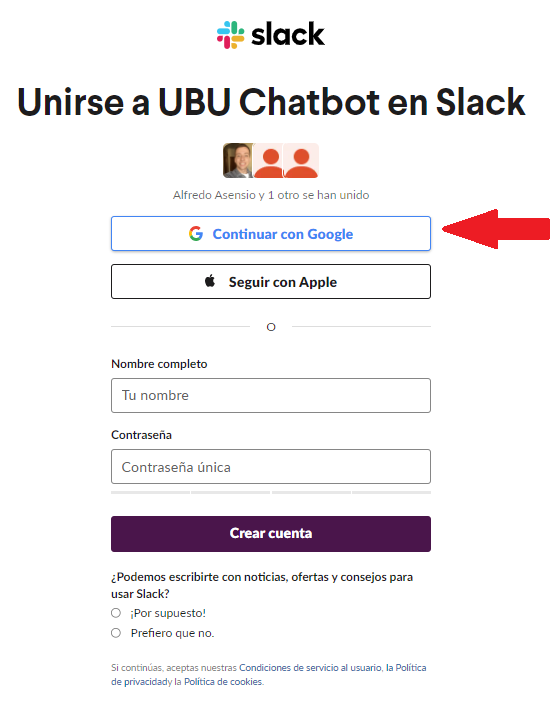 slack
Unirse a UBU Chatbot en Slack
Alfredo Asensio y 1 otro se han unido
Continuar con Google
Seguir con Apple
O
Nombre completo
Tu nombre
Contraseña
Contraseña única
Crear cuenta
¿Podemos escribirte con noticias, ofertas y consejos para
usar Slack?
¡Por supuesto!
Prefiero que no.
Si continúas, aceptas nuestras Condiciones de servicio al usuario, la Política
de privacidady la Política de cookies.